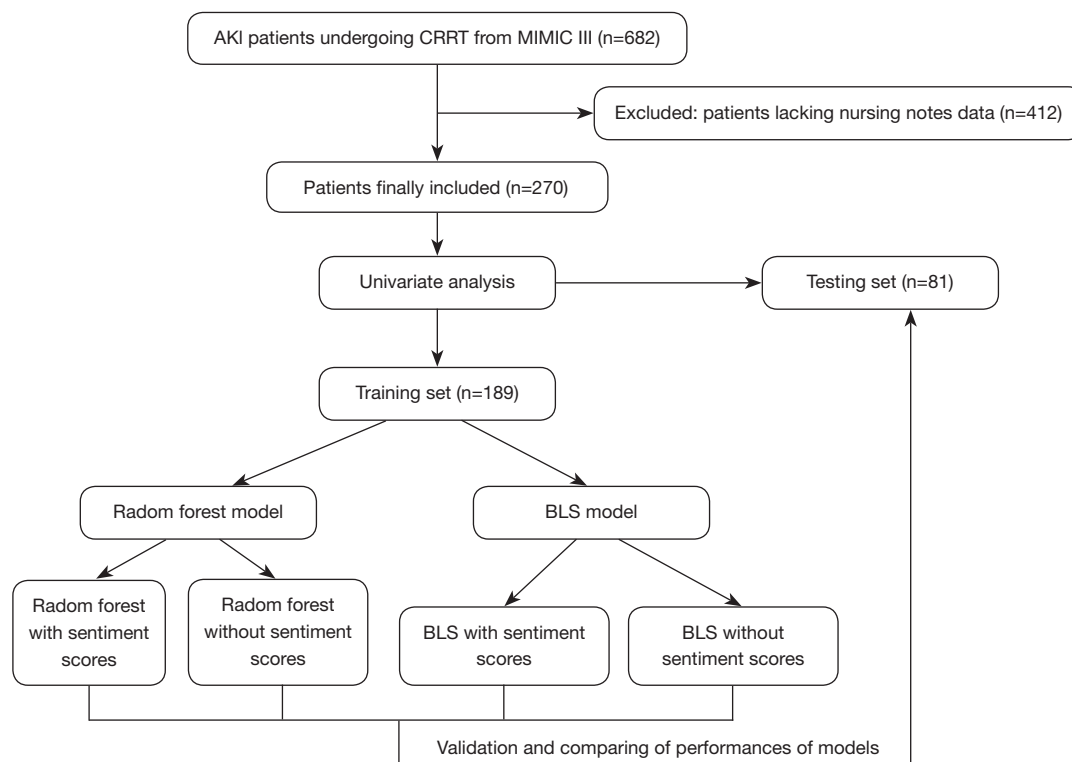 AKI patients undergoing CRRT from MIMIC III (n=682)
Excluded: patients lacking nursing notes data (n=412)
Patients finally included (n=270)
Univariate analysis
Testing set (n=81)
Training set (n=189)
Radom forest model
BLS model
Radom forest
with sentiment
scores
Radom forest
without sentiment
scores
BLS with sentiment
scores
BLS without
sentiment scores
Validation and comparing of performances of models